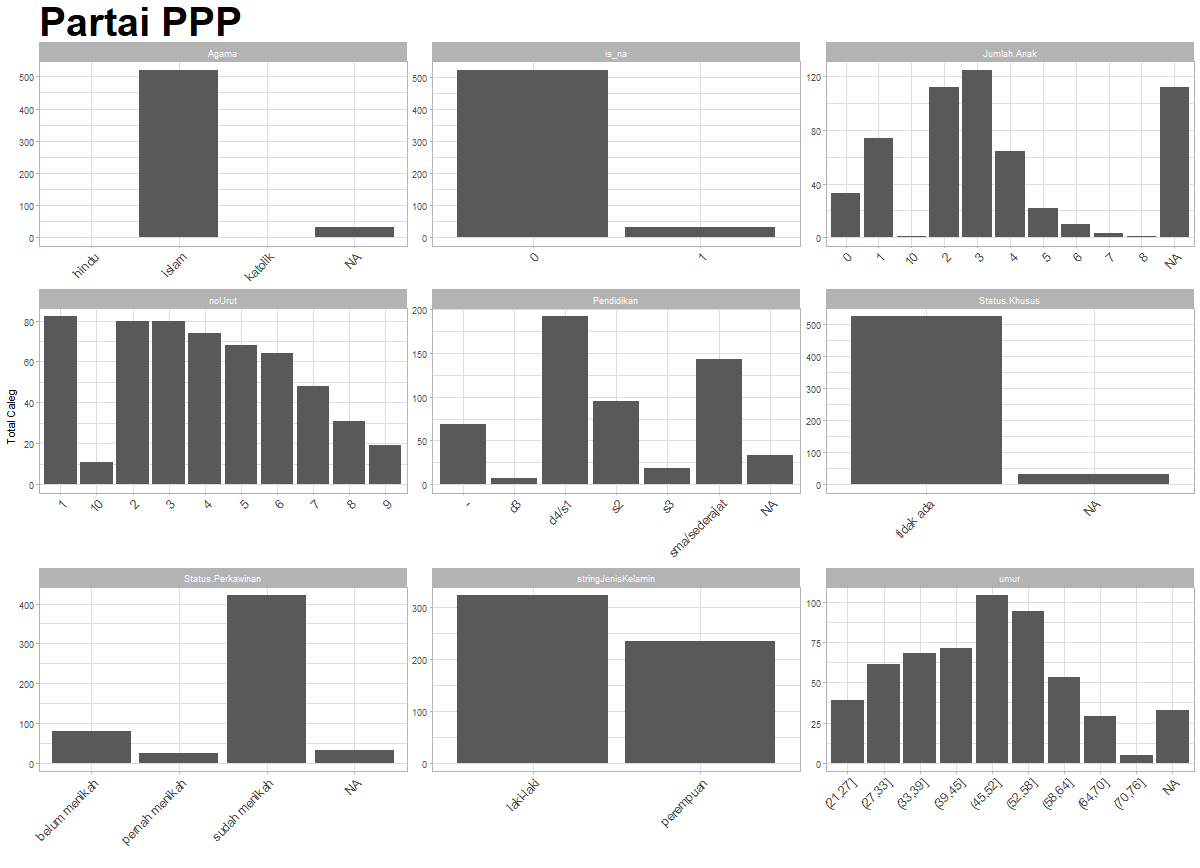 Partai PPP
Agama
500
400
300
200
100
0
hindu
islam
katolik
NA
is_na
500
400
300
200
100
0
0
1
Jumlah.Anak
120
80
40
0
0
1
10
2
3
4
5
6
7
8
NA
Total Caleg
noUrut
80
60
40
20
0
1
10
2
3
4
5
6
7
8
9
Pendidikan
200
150
100
50
0
-
d3
d4/s1
s2
s3
sma/sederajat
NA
Status.Khusus
500
400
300
200
100
0
tidak ada
NA
Status.Perkawinan
400
300
200
100
0
belum menikah
pernah menikah
sudah menikah
NA
stringJenisKelamin
300
200
100
0
laki-laki
perempuan
umur
100
75
50
25
0
(21,27]
(27,33]
(33,39]
(39,45]
(45,52]
(52,58]
(58,64]
(64,70]
(70,76]
NA